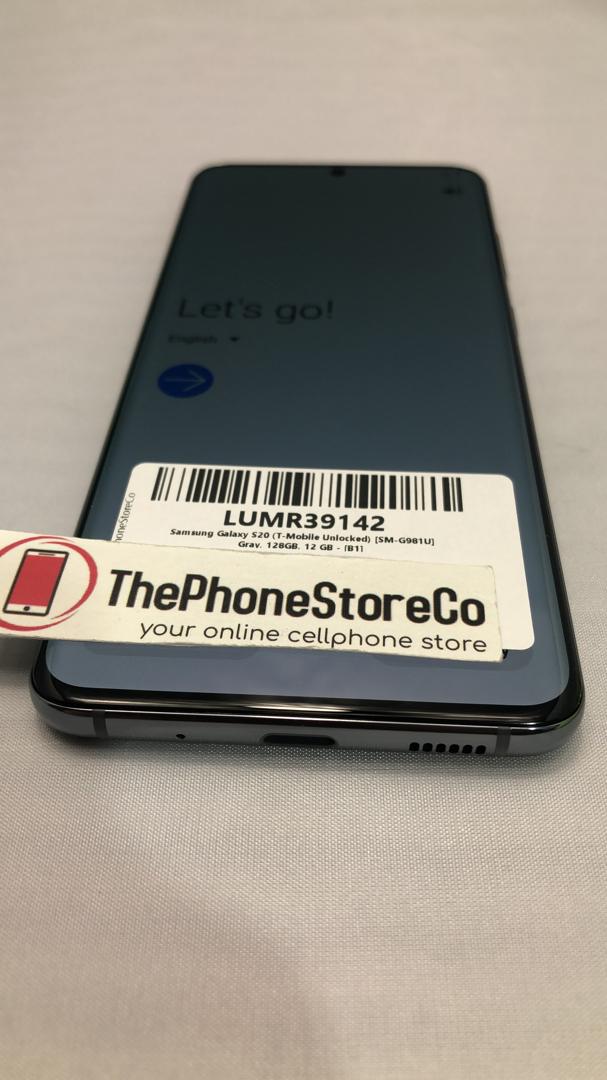 Let's go!
English
LUMR39142
Samsung Galaxy S20 (T-Mobile Unlocked) [SM-G981U]
Gray, 128GB, 12 GB - [B1]
honeStoreCo
ThePhoneStoreCo
your online cellphone store